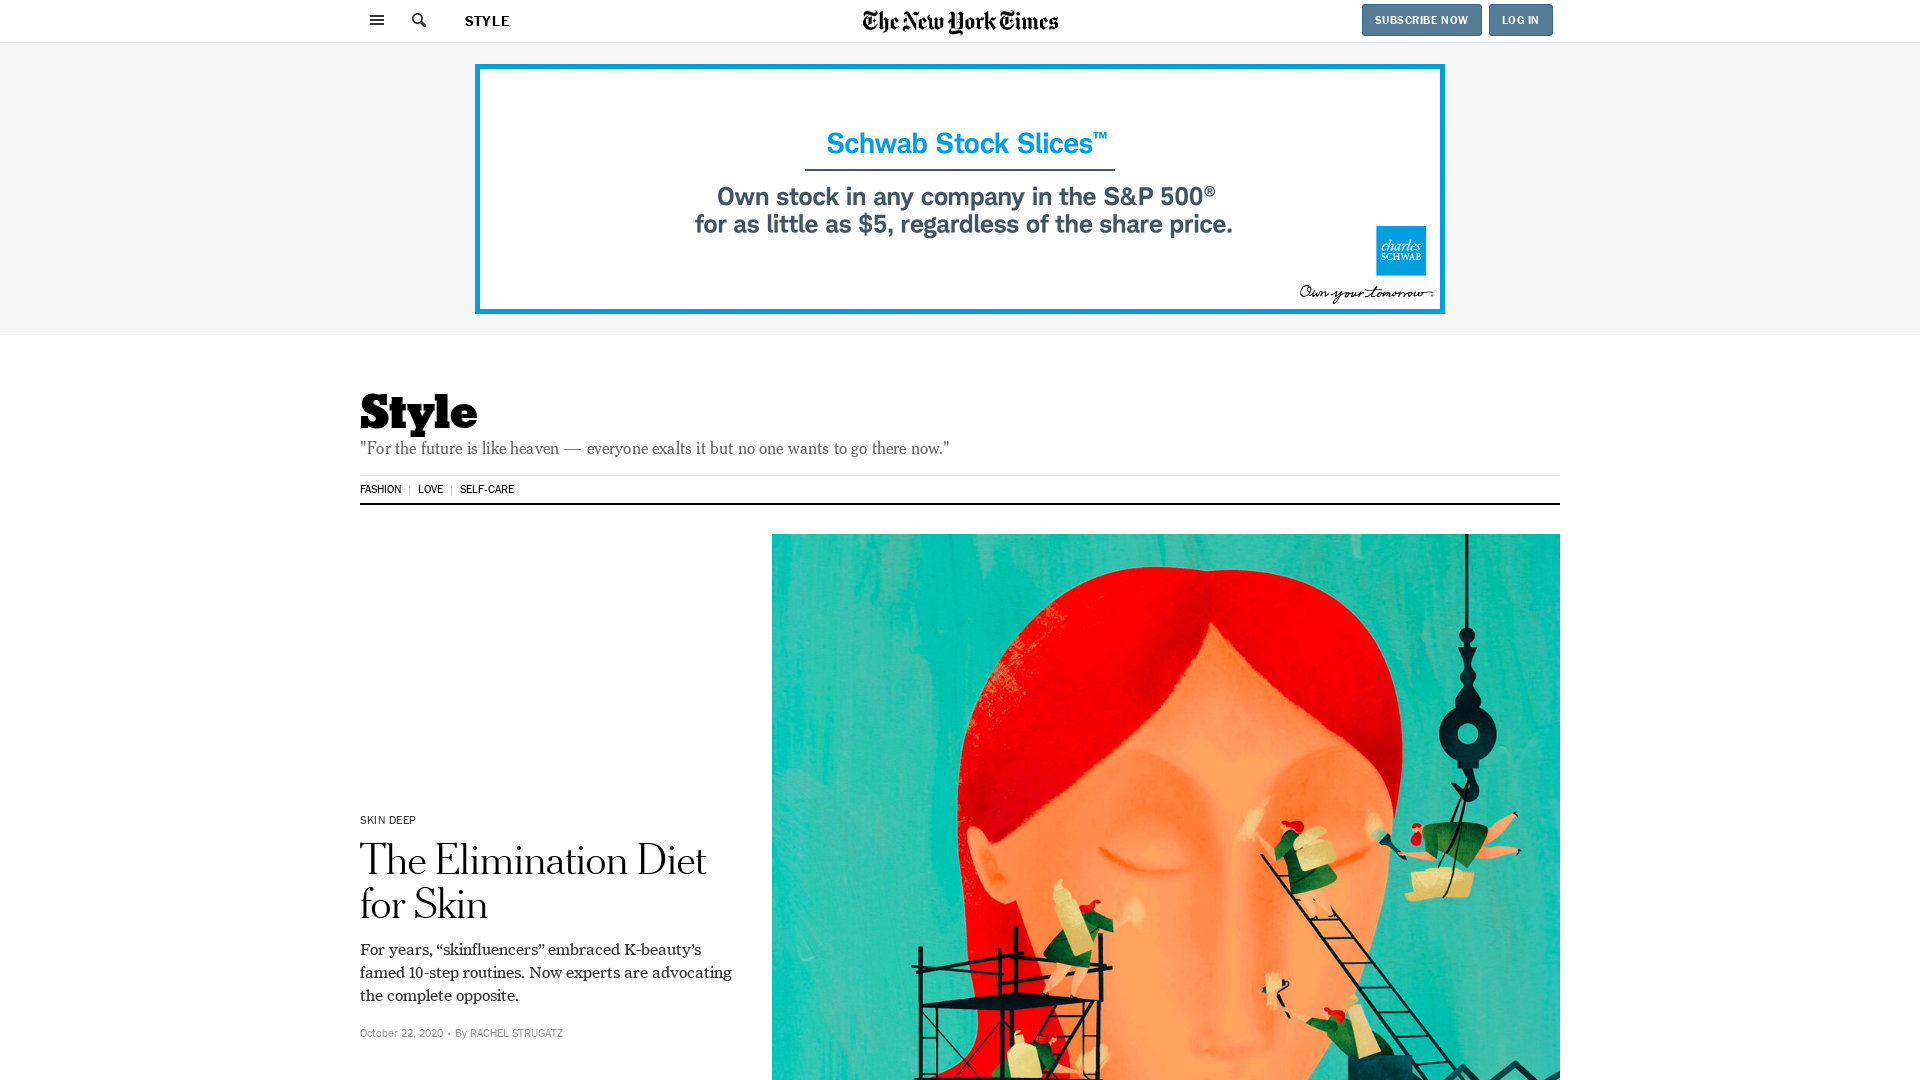 STYLE
The New York Times
SUBSCRIBE NOW
LOG IN
Schwab Stock Slices™
Own stock in any company in the S&P 500®
for as little as $5, regardless of the share price.
charles
SCHWAB
Own your tomorrow.
Style
"For the future is like heaven — everyone exalts it but no one wants to go there now."
FASHION | LOVE | SELF-CARE
SKIN DEEP
The Elimination Diet
for Skin
For years, “skinfluencers” embraced K-beauty’s
famed 10-step routines. Now experts are advocating
the complete opposite.
October 22, 2020 • By RACHEL STRUGATZ